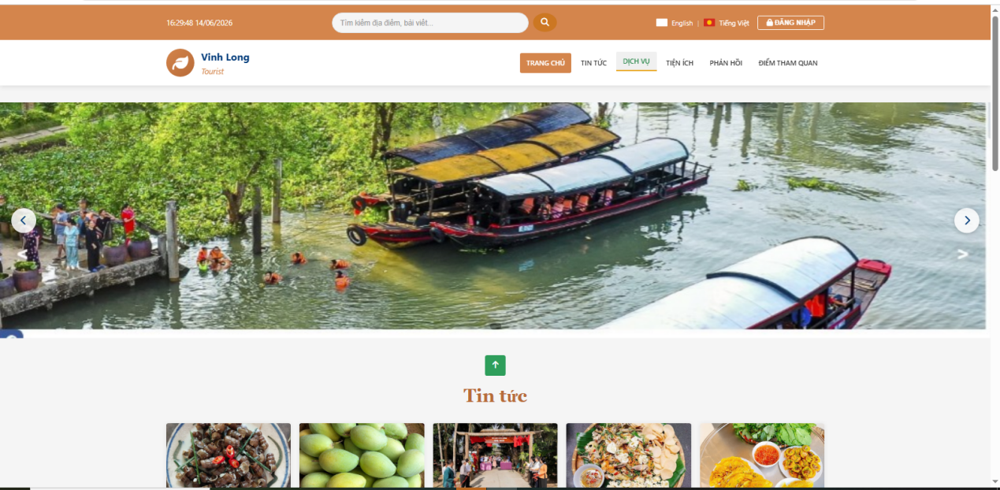 16:29:48 14/06/2026
Tìm kiếm địa điểm, bài viết...
English | Tiếng Việt
ĐĂNG NHẬP
Vinh Long
Tourist
TRANG CHỦ TIN TỨC DỊCH VỤ TIỆN ÍCH PHẢN HỒI ĐIỂM THAM QUAN
Tin tức